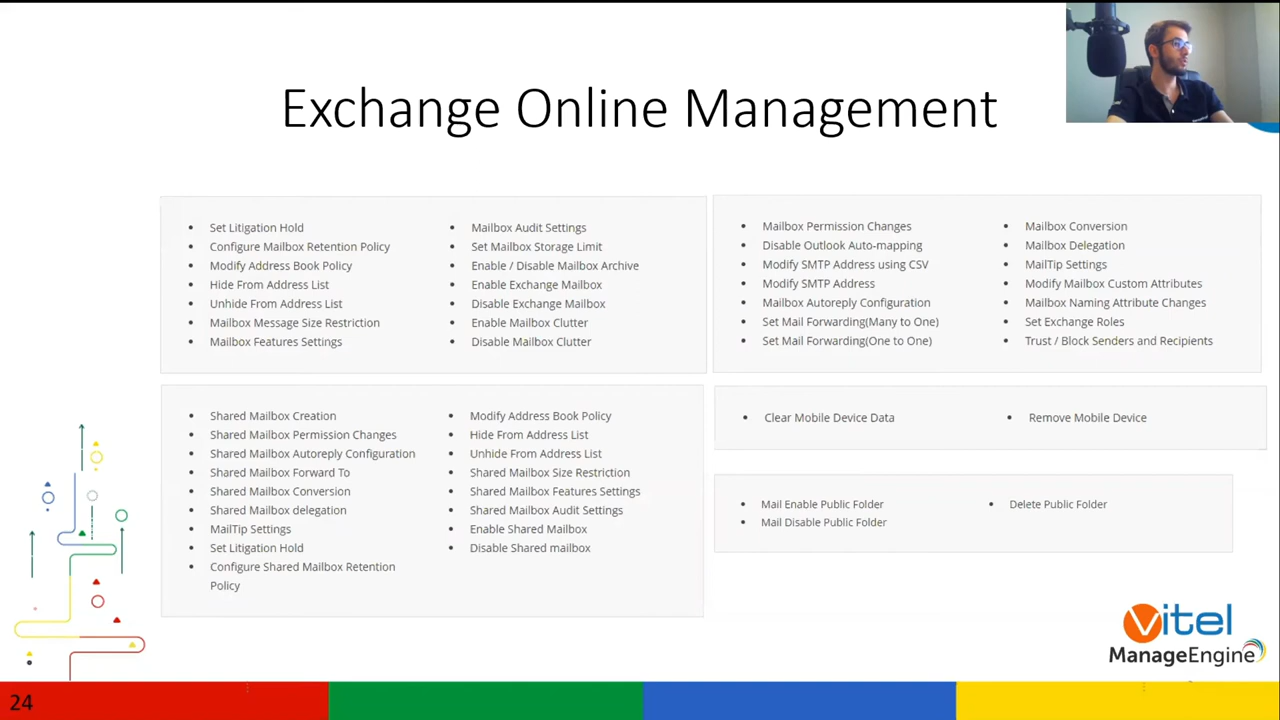 Exchange Online Management
Set Litigation Hold
Configure Mailbox Retention Policy
Modify Address Book Policy
Hide From Address List
Unhide From Address List
Mailbox Message Size Restriction
Mailbox Features Settings
Mailbox Audit Settings
Set Mailbox Storage Limit
Enable / Disable Mailbox Archive
Enable Exchange Mailbox
Disable Exchange Mailbox
Enable Mailbox Clutter
Disable Mailbox Clutter
Mailbox Permission Changes
Disable Outlook Auto-mapping
Modify SMTP Address using CSV
Modify SMTP Address
Mailbox Autoreply Configuration
Set Mail Forwarding(Many to One)
Set Mail Forwarding(One to One)
Mailbox Conversion
Mailbox Delegation
MailTip Settings
Modify Mailbox Custom Attributes
Mailbox Naming Attribute Changes
Set Exchange Roles
Trust / Block Senders and Recipients
Shared Mailbox Creation
Shared Mailbox Permission Changes
Shared Mailbox Autoreply Configuration
Shared Mailbox Forward To
Shared Mailbox Conversion
Shared Mailbox delegation
MailTip Settings
Set Litigation Hold
Configure Shared Mailbox Retention
Policy
Modify Address Book Policy
Hide From Address List
Unhide From Address List
Shared Mailbox Size Restriction
Shared Mailbox Features Settings
Shared Mailbox Audit Settings
Enable Shared Mailbox
Disable Shared mailbox
Clear Mobile Device Data
Remove Mobile Device
Mail Enable Public Folder
Mail Disable Public Folder
Delete Public Folder
Vitel
ManageEngine
24